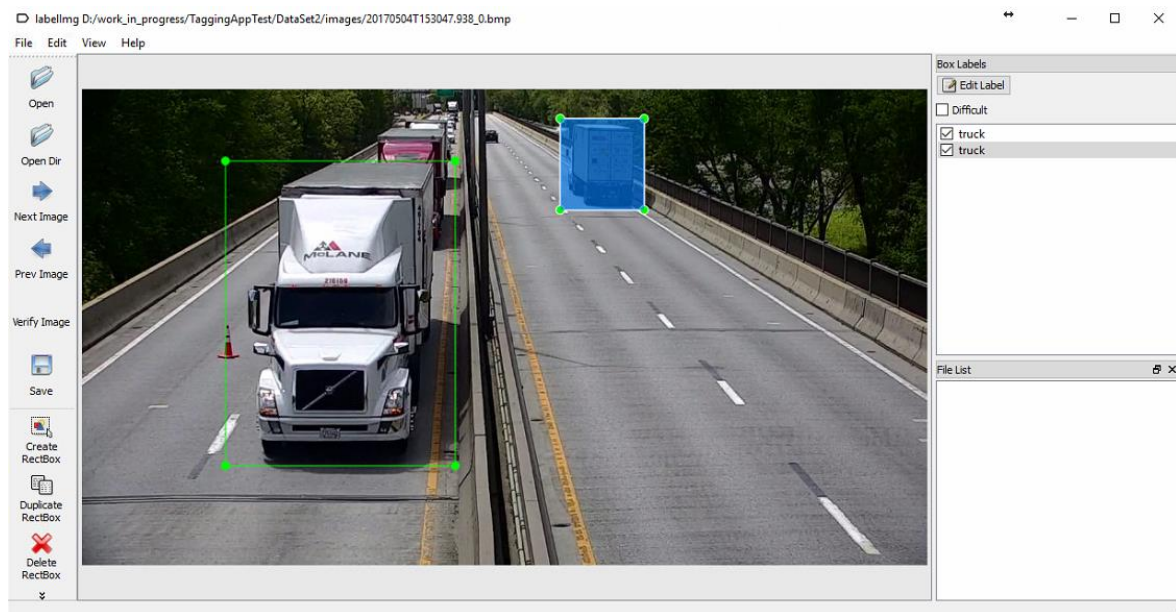 labelImg D:/work_in_progress/TaggingAppTest/DataSet2/images/20170504T153047.938_0.bmp
File Edit View Help
Open
Open Dir
Next Image
Prev Image
Verify Image
Save
Create
RectBox
Duplicate
RectBox
Delete
RectBox
McLANE
Box Labels
Edit Label
Difficult
truck
truck
File List